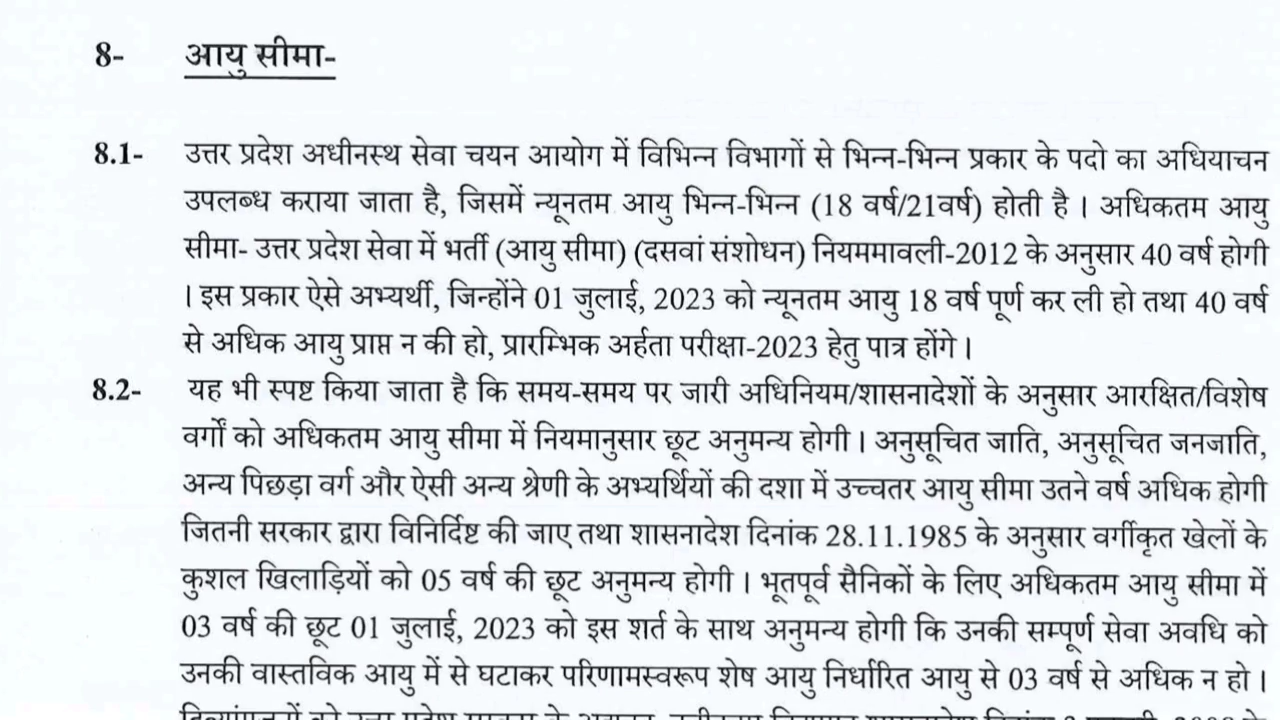 8- आयु सीमा-
8.1- उत्तर प्रदेश अधीनस्थ सेवा चयन आयोग में विभिन्न विभागों से भिन्न-भिन्न प्रकार के पदो का अधियाचन
उपलब्ध कराया जाता है, जिसमें न्यूनतम आयु भिन्न-भिन्न (18 वर्ष/21वर्ष) होती है । अधिकतम आयु
सीमा- उत्तर प्रदेश सेवा में भर्ती (आयु सीमा) (दसवां संशोधन) नियममावली-2012 के अनुसार 40 वर्ष होगी
। इस प्रकार ऐसे अभ्यर्थी, जिन्होंने 01 जुलाई, 2023 को न्यूनतम आयु 18 वर्ष पूर्ण कर ली हो तथा 40 वर्ष
से अधिक आयु प्राप्त न की हो, प्रारम्भिक अर्हता परीक्षा-2023 हेतु पात्र होंगे ।
8.2- यह भी स्पष्ट किया जाता है कि समय-समय पर जारी अधिनियम/शासनादेशों के अनुसार आरक्षित/विशेष
वर्गों को अधिकतम आयु सीमा में नियमानुसार छूट अनुमन्य होगी । अनुसूचित जाति, अनुसूचित जनजाति,
अन्य पिछड़ा वर्ग और ऐसी अन्य श्रेणी के अभ्यर्थियों की दशा में उच्चतर आयु सीमा उतने वर्ष अधिक होगी
जितनी सरकार द्वारा विनिर्दिष्ट की जाए तथा शासनादेश दिनांक 28.11.1985 के अनुसार वर्गीकृत खेलों के
कुशल खिलाड़ियों को 05 वर्ष की छूट अनुमन्य होगी । भूतपूर्व सैनिकों के लिए अधिकतम आयु सीमा में
03 वर्ष की छूट 01 जुलाई, 2023 को इस शर्त के साथ अनुमन्य होगी कि उनकी सम्पूर्ण सेवा अवधि को
उनकी वास्तविक आयु में से घटाकर परिणामस्वरूप शेष आयु निर्धारित आयु से 03 वर्ष से अधिक न हो ।